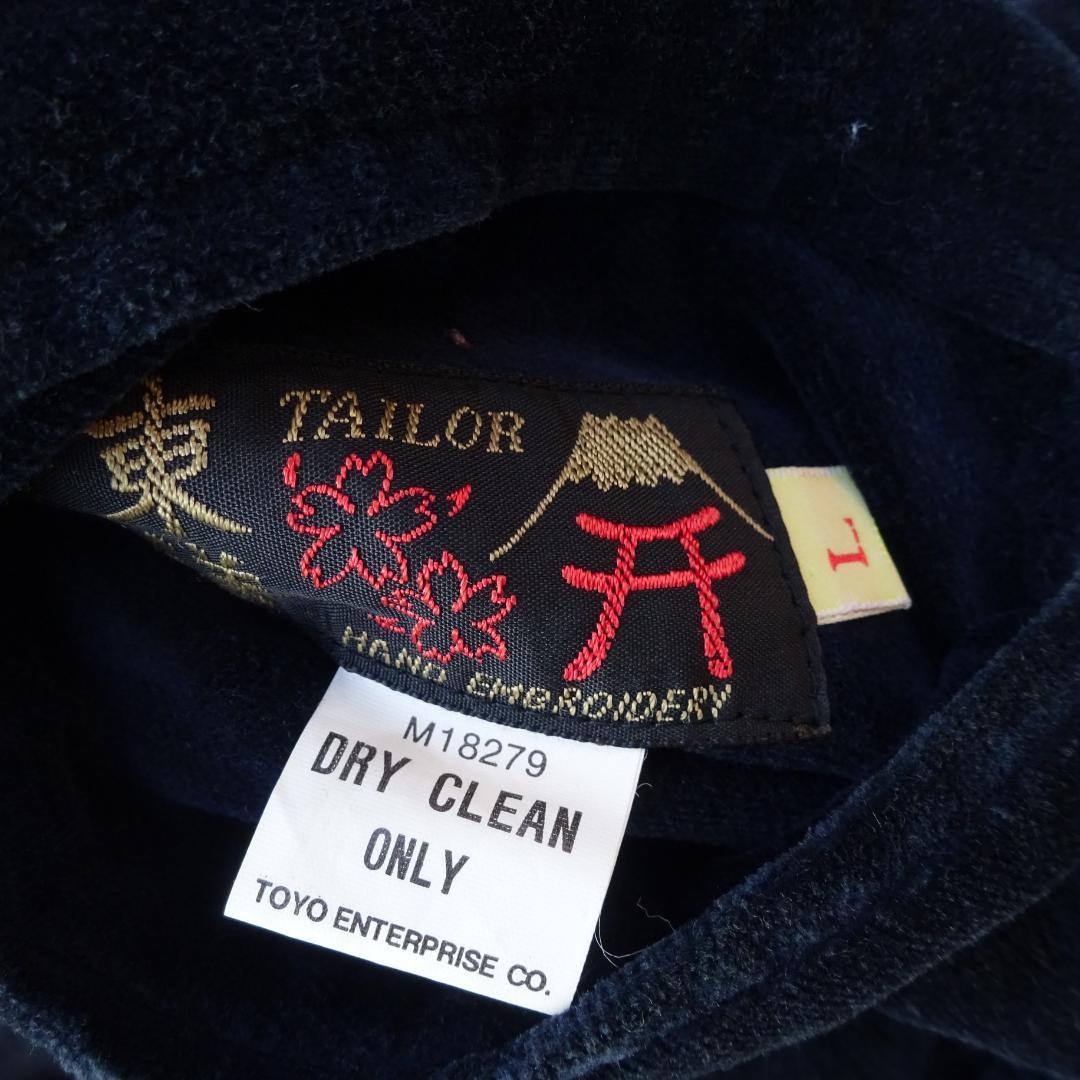 東
TAILOR
HAND EMBROIDERY
L
M18279
DRY CLEAN
ONLY
TOYO ENTERPRISE CO.